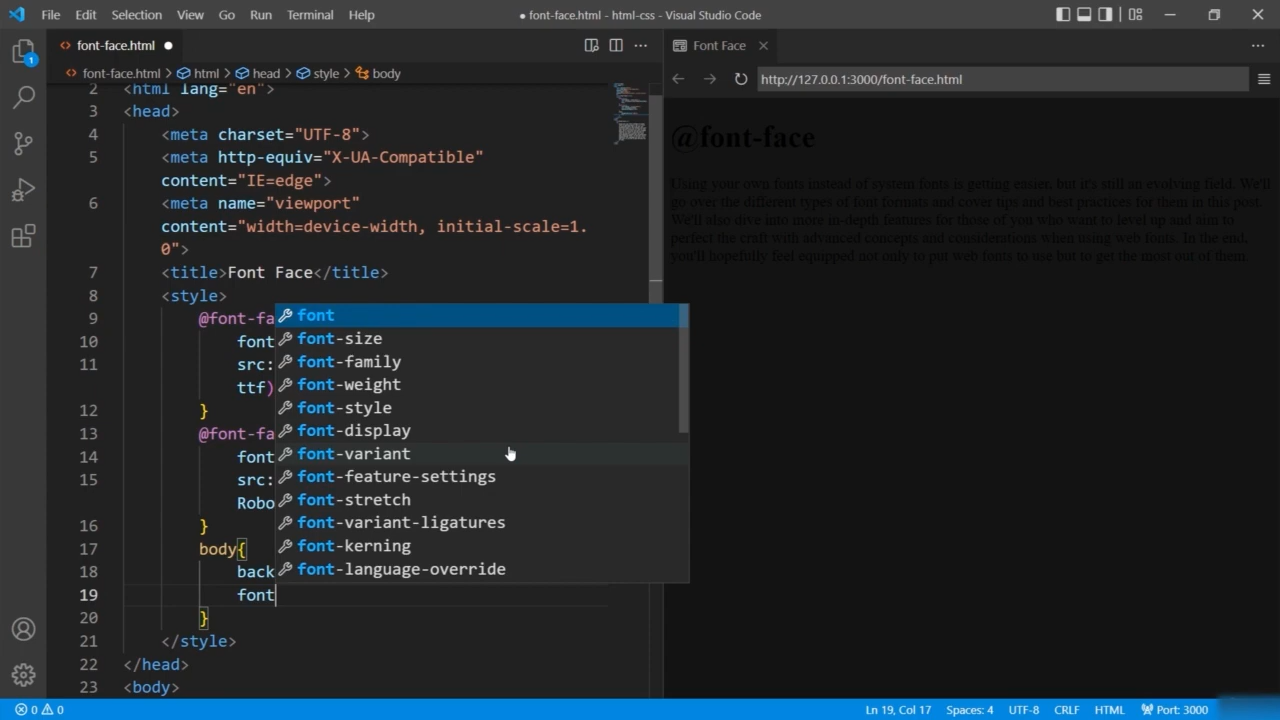 File Edit Selection View Go Run Terminal Help
● font-face.html - html-css - Visual Studio Code
font-face.html ●
font-face.html > html > head > style > body
1
2 <html lang="en">
3 <head>
4 <meta charset="UTF-8">
5 <meta http-equiv="X-UA-Compatible"
content="IE=edge">
6 <meta name="viewport"
content="width=device-width, initial-scale=1.
0">
7 <title>Font Face</title>
8 <style>
9 @font-fa
10 font
11 src:
ttf)
12 }
13 @font-fa
14 font
15 src:
Robo
16 }
17 body{
18 back
19 font
20 }
21 </style>
22 </head>
23 <body>
font
font-size
font-family
font-weight
font-style
font-display
font-variant
font-feature-settings
font-stretch
font-variant-ligatures
font-kerning
font-language-override
Font Face
http://127.0.0.1:3000/font-face.html
@font-face
Using your own fonts instead of system fonts is getting easier, but it's still an evolving field. We'll
go over the different types of font formats and cover tips and best practices for them in this post.
We'll also dive into more in-depth features for those of you who want to level up and aim to
perfect the craft with advanced concepts and considerations when using web fonts. In the end,
you'll hopefully feel equipped not only to put web fonts to use but to get the most out of them.
0 0
Ln 19, Col 17 Spaces: 4 UTF-8 CRLF HTML Port: 3000